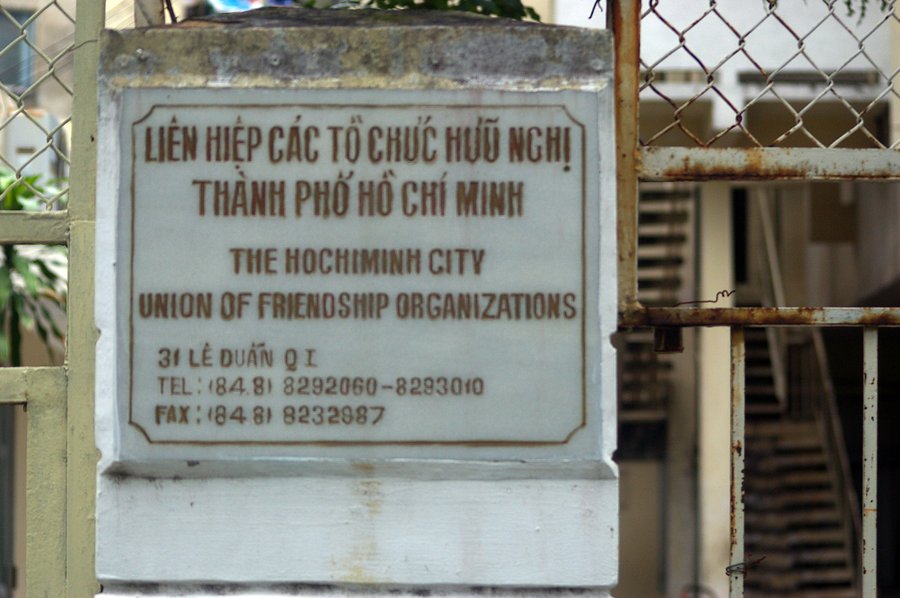 LIÊN HIỆP CÁC TỔ CHỨC HỮU NGHỊ
THÀNH PHỐ HỒ CHÍ MINH
THE HOCHIMINH CITY
UNION OF FRIENDSHIP ORGANIZATIONS
31 LÊ DUẨN Q I
TEL: (84.8) 8292060-8293010
FAX: (84.8) 8232987